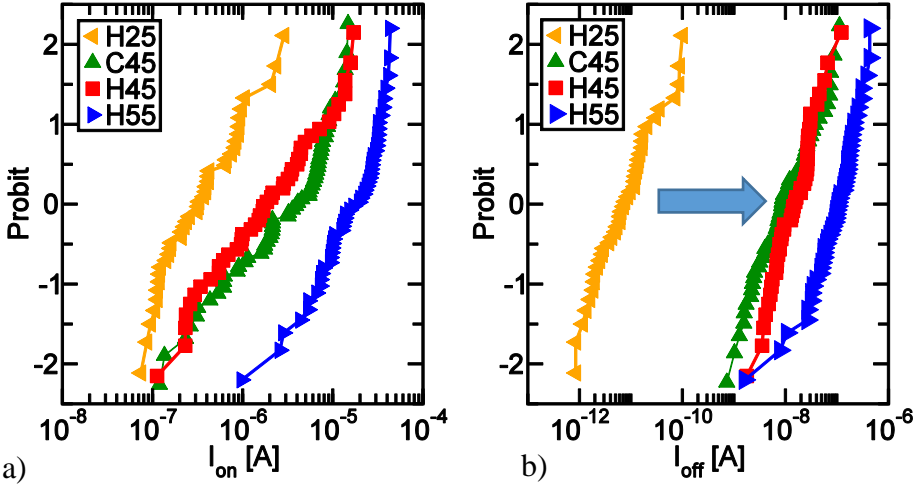 H25
C45
H45
H55
2
1
0
-1
-2
Probit
10-8 10-7 10-6 10-5 10-4
Ion [A]
a)
H25
C45
H45
H55
2
1
0
-1
-2
Probit
10-12 10-10 10-8 10-6
Ioff [A]
b)